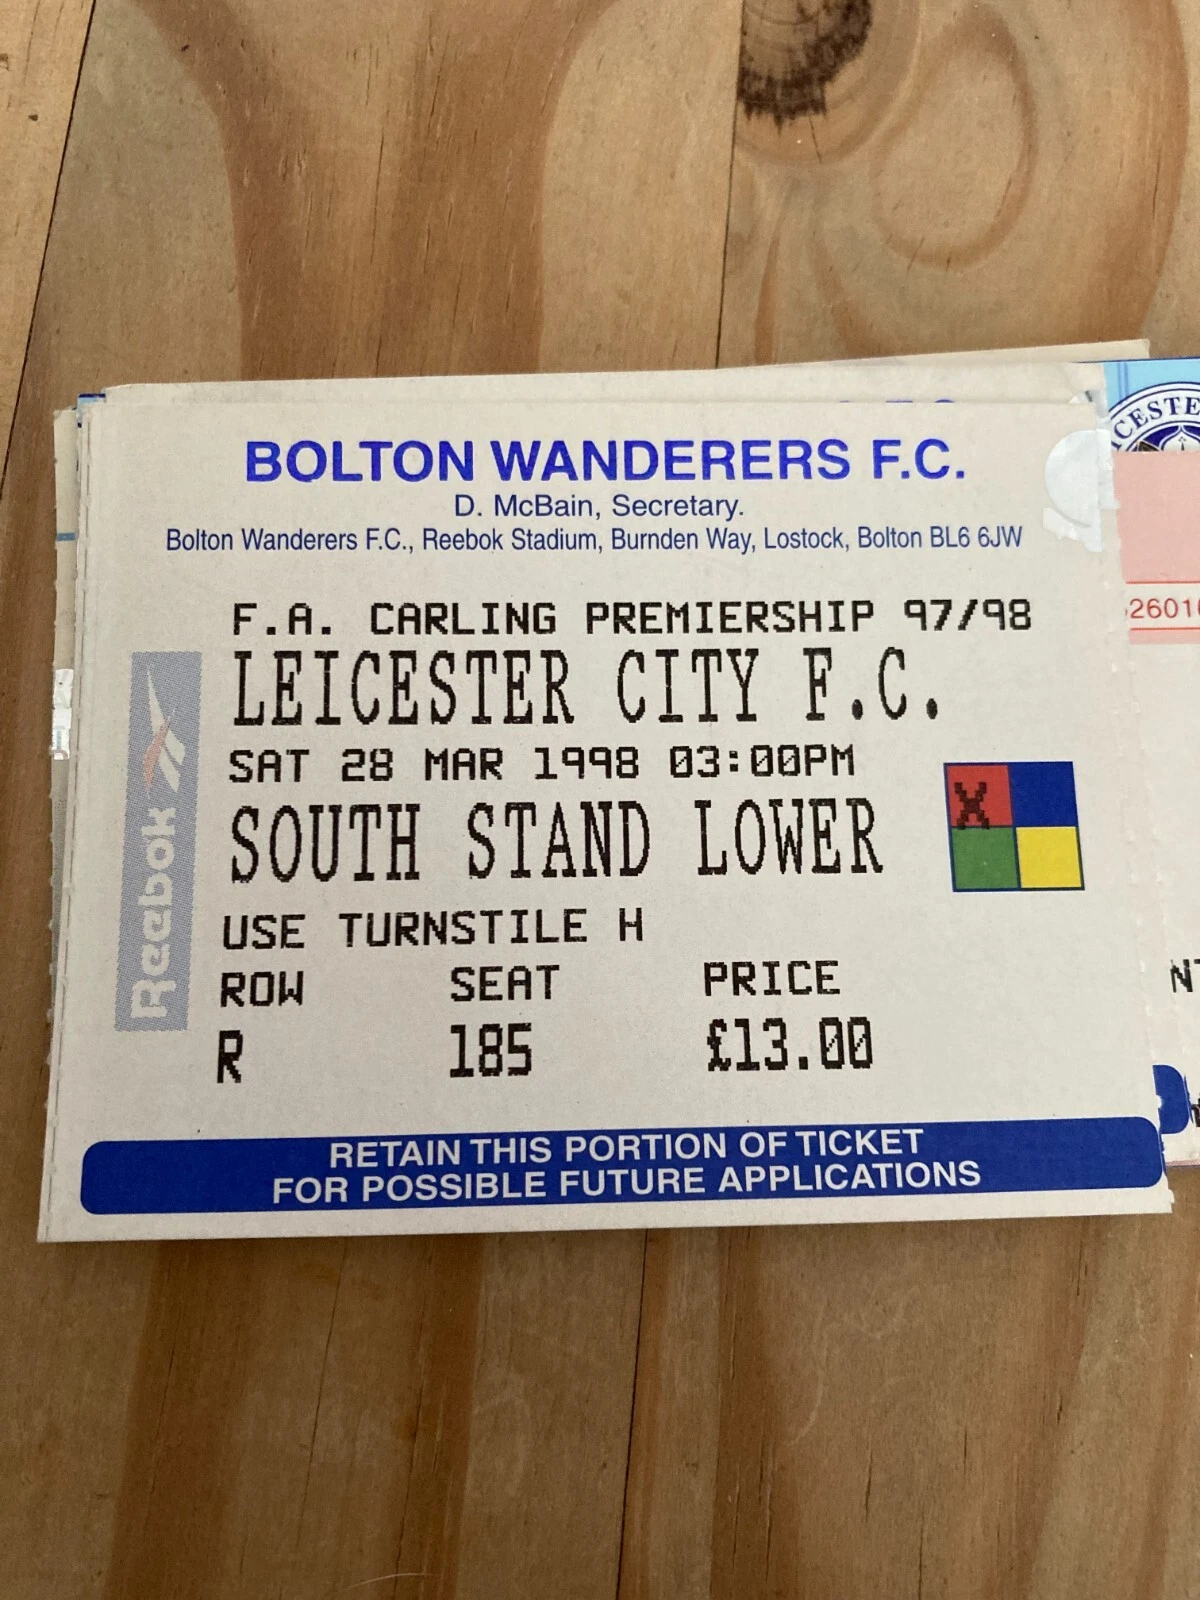 BOLTON WANDERERS F.C.
D. McBain, Secretary.
Bolton Wanderers F.C., Reebok Stadium, Burnden Way, Lostock, Bolton BL6 6JW
F.A. CARLING PREMIERSHIP 97/98
LEICESTER CITY F.C.
SAT 28 MAR 1998 03:00PM
SOUTH STAND LOWER
X
USE TURNSTILE H
ROW SEAT PRICE
R 185 £13.00
Reebok
RETAIN THIS PORTION OF TICKET
FOR POSSIBLE FUTURE APPLICATIONS